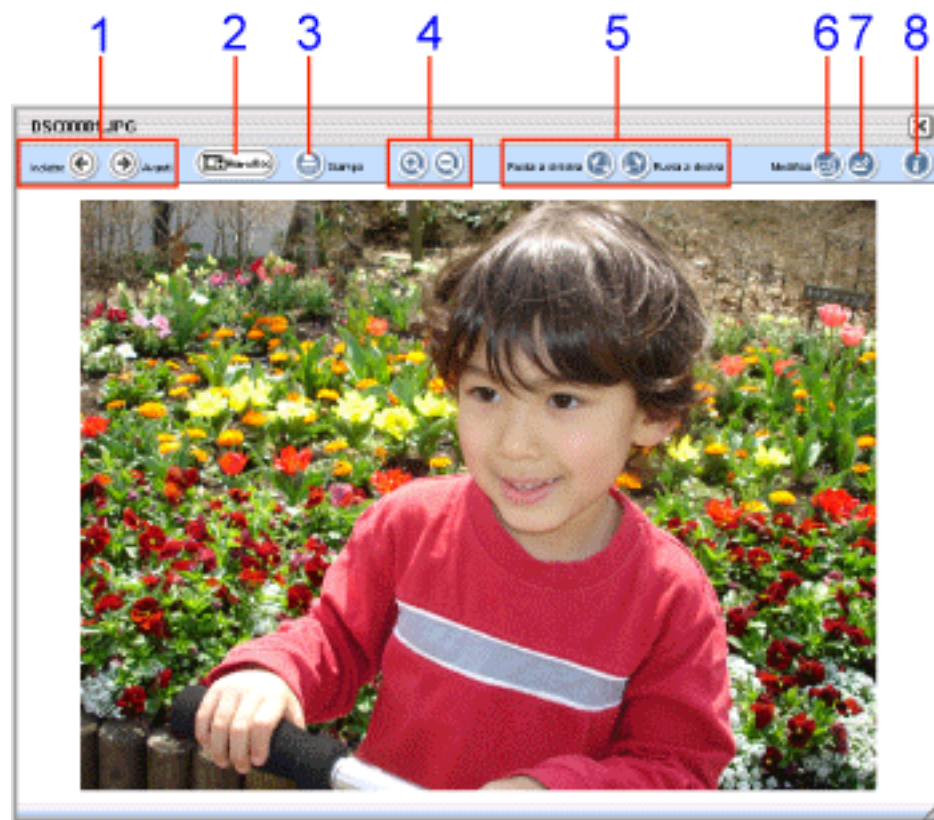 1 2 3 4 5 6 7 8
DSC00001.JPG
Indietro Avanti Stampa Ruota a sinistra Ruota a destra Modifica